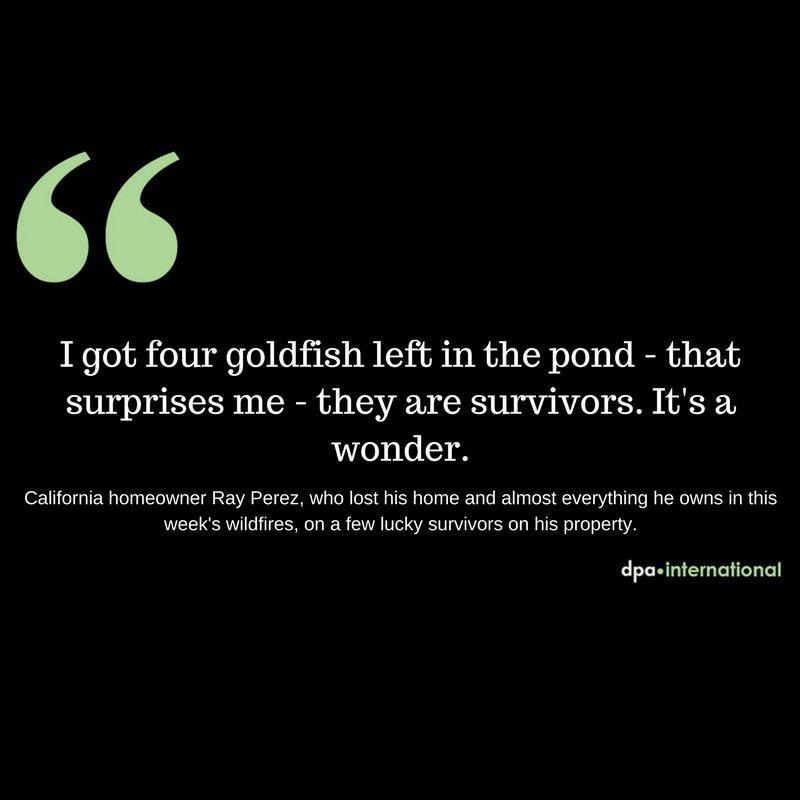 “
I got four goldfish left in the pond - that
surprises me - they are survivors. It's a
wonder.
California homeowner Ray Perez, who lost his home and almost everything he owns in this
week's wildfires, on a few lucky survivors on his property.
dpa•international